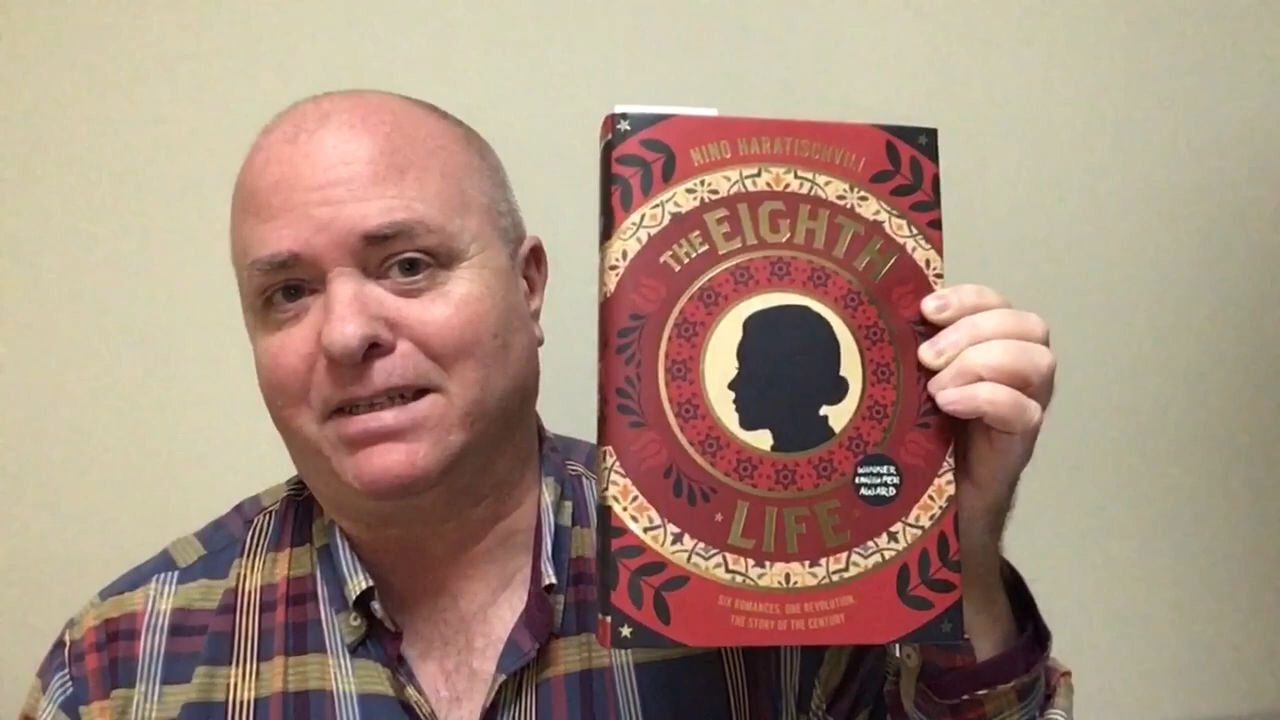 NINO HARATISCHVILI
THE EIGHTH
LIFE
WINNER
ENGLISH PEN
AWARD
SIX ROMANCES, ONE REVOLUTION,
THE STORY OF THE CENTURY